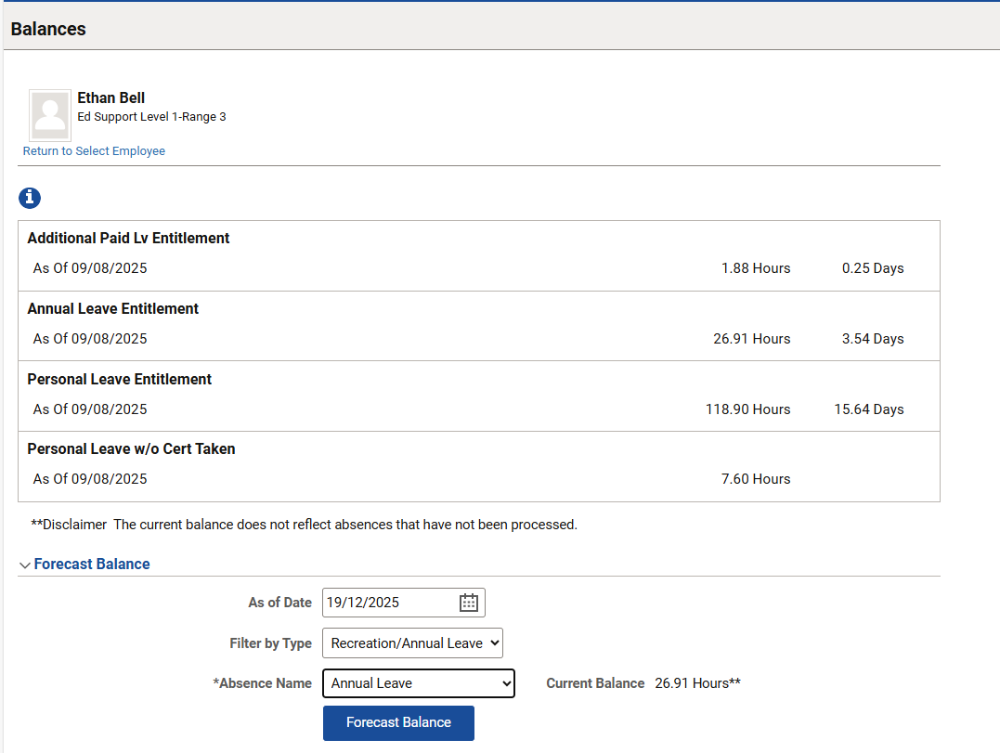 Balances
Ethan Bell
Ed Support Level 1-Range 3
Return to Select Employee
Additional Paid Lv Entitlement
As Of 09/08/2025 1.88 Hours 0.25 Days
Annual Leave Entitlement
As Of 09/08/2025 26.91 Hours 3.54 Days
Personal Leave Entitlement
As Of 09/08/2025 118.90 Hours 15.64 Days
Personal Leave w/o Cert Taken
As Of 09/08/2025 7.60 Hours
**Disclaimer The current balance does not reflect absences that have not been processed.
Forecast Balance
As of Date 19/12/2025
Filter by Type Recreation/Annual Leave
*Absence Name Annual Leave Current Balance 26.91 Hours**
Forecast Balance